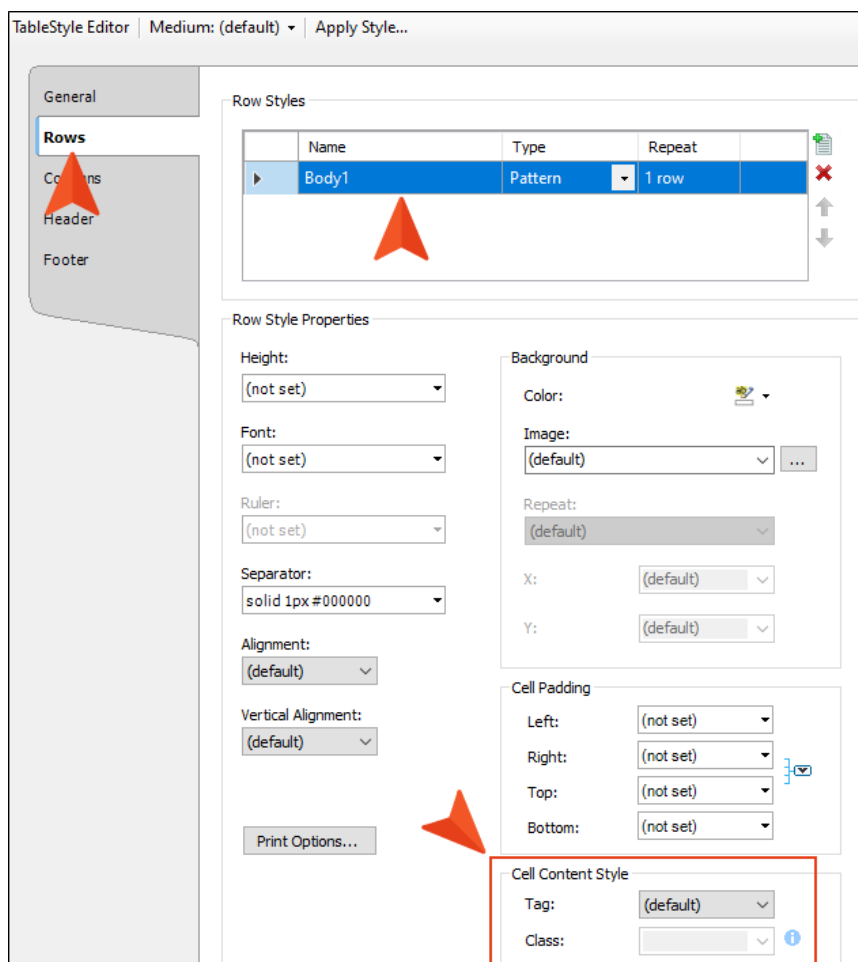 TableStyle Editor Medium: (default) Apply Style...
General
Rows
Header
Footer
Row Styles
Name Type Repeat
Body1 Pattern 1 row
Row Style Properties
Height:
(not set)
Font:
(not set)
Ruler:
(not set)
Separator:
solid 1px #000000
Alignment:
(default)
Vertical Alignment:
(default)
Print Options...
Background
Color:
Image:
(default) ...
Repeat:
(default)
X: (default)
Y: (default)
Cell Padding
Left: (not set)
Right: (not set)
Top: (not set)
Bottom: (not set)
Cell Content Style
Tag: (default)
Class: